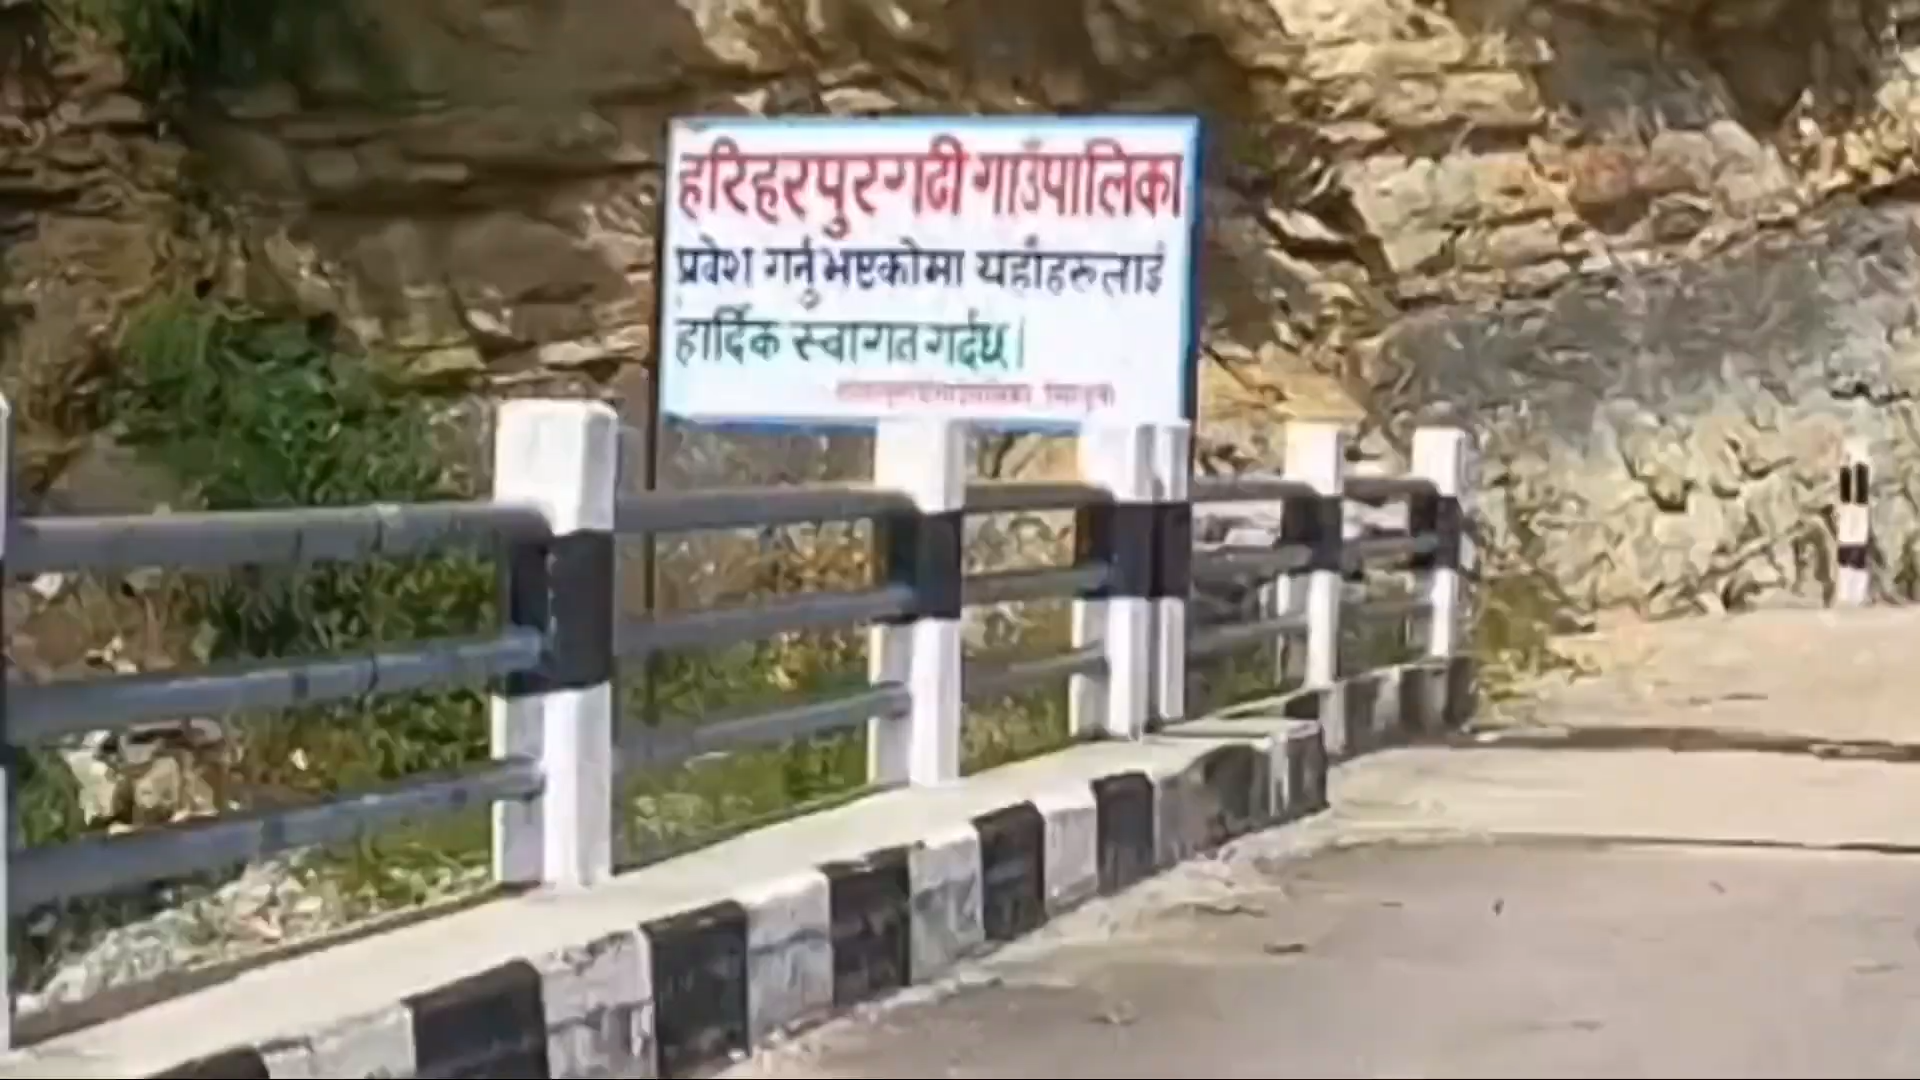 हरिहरपुरगढी गाउँपालिका
प्रवेश गर्नु भएकोमा यहाँहरुलाई
हार्दिक स्वागत गर्दछ।